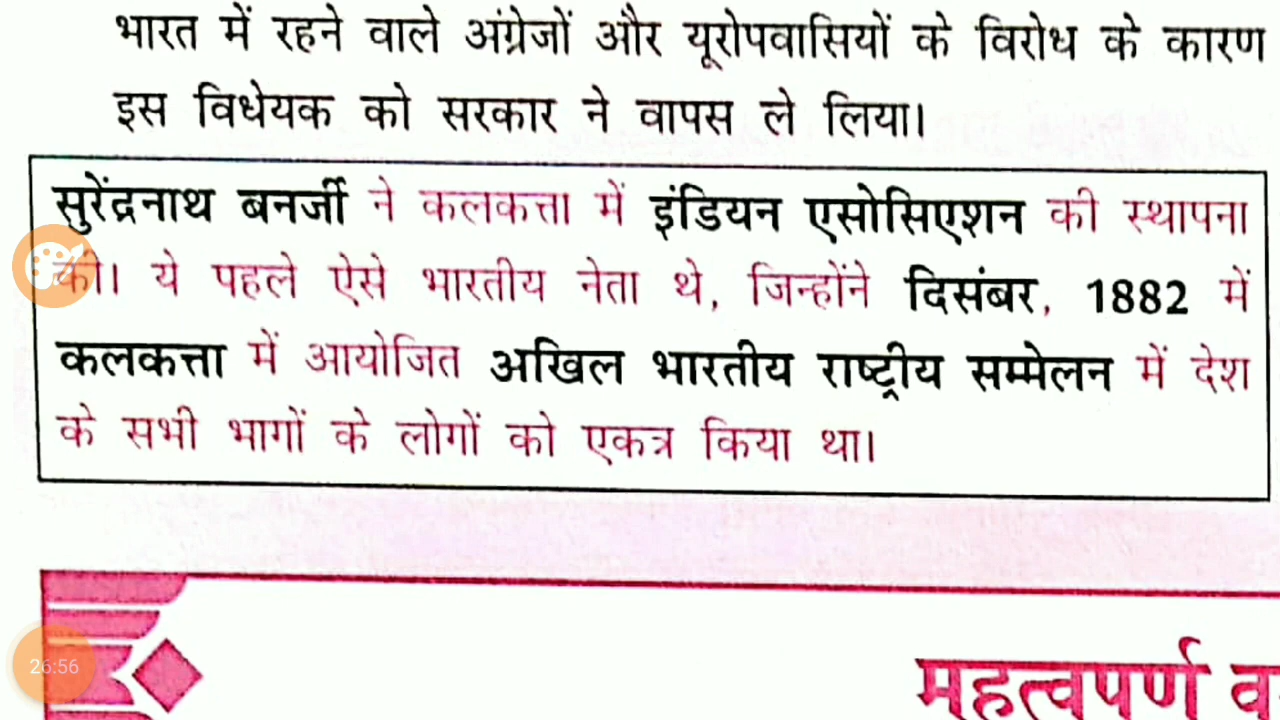 भारत में रहने वाले अंग्रेजों और यूरोपवासियों के विरोध के कारण
इस विधेयक को सरकार ने वापस ले लिया।
सुरेंद्रनाथ बनर्जी ने कलकत्ता में इंडियन एसोसिएशन की स्थापना
की। ये पहले ऐसे भारतीय नेता थे, जिन्होंने दिसंबर, 1882 में
कलकत्ता में आयोजित अखिल भारतीय राष्ट्रीय सम्मेलन में देश
के सभी भागों के लोगों को एकत्र किया था।
26:56
महत्वपूर्ण